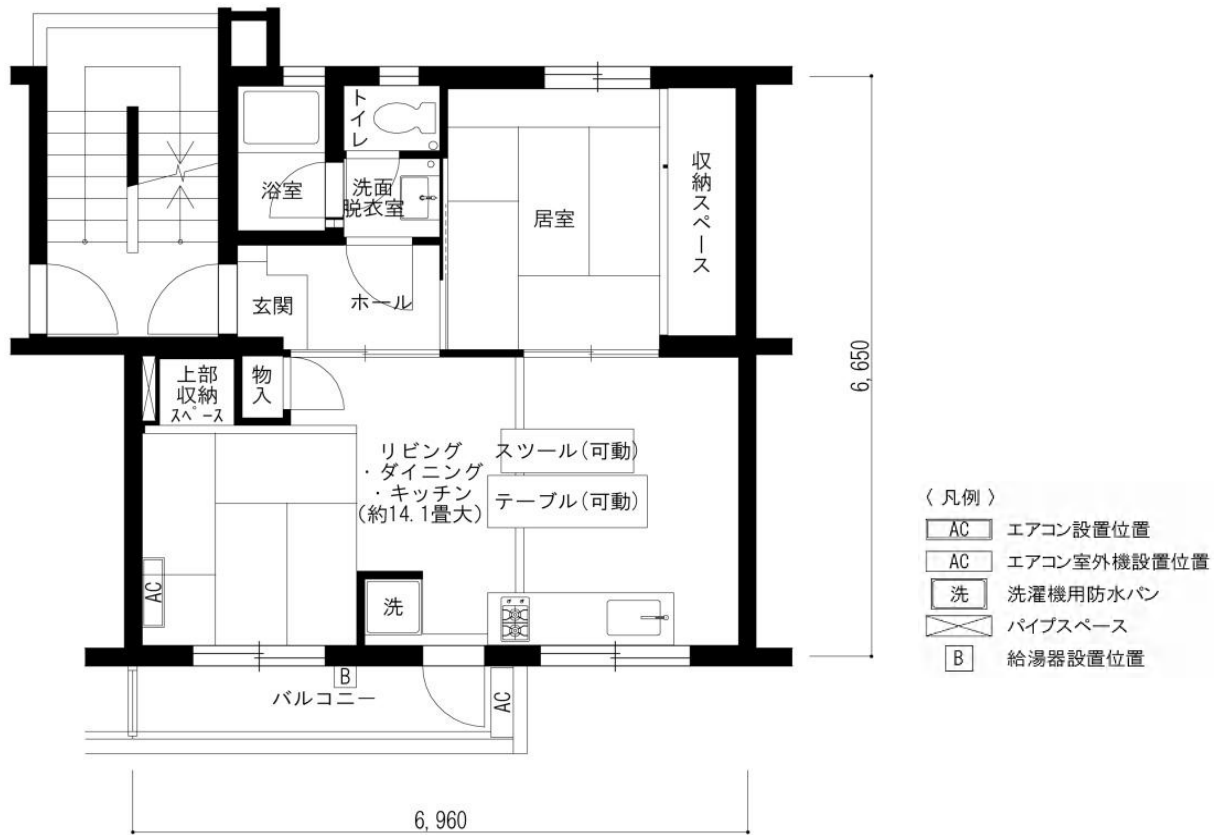 トイレ
浴室
洗面
脱衣室
居室
収納スペース
玄関
ホール
上部
収納
スペース
物入
リビング
・ダイニング
・キッチン
(約14.1畳大)
スツール(可動)
テーブル(可動)
AC
洗
B
バルコニー
AC
6,650
6,960
〈 凡例 〉
AC エアコン設置位置
AC エアコン室外機設置位置
洗 洗濯機用防水パン
パイプスペース
B 給湯器設置位置